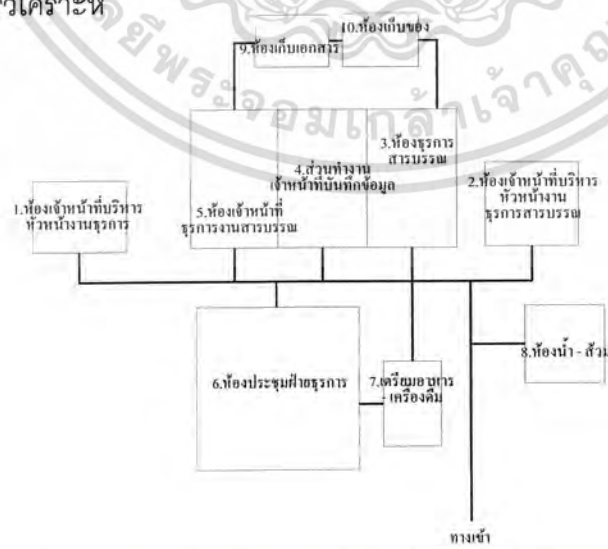 10.ห้องเก็บของ
9.ห้องเก็บเอกสาร
3.ห้องธุรการ
สารบรรณ
4.ส่วนทำงาน
เจ้าหน้าที่บันทึกข้อมูล
2.ห้องเจ้าหน้าที่บริหาร
หัวหน้างาน
ธุรการสารบรรณ
1.ห้องเจ้าหน้าที่บริหาร
หัวหน้างานธุรการ
5.ห้องเจ้าหน้าที่
ธุรการงานสารบรรณ
6.ห้องประชุมฝ่ายธุรการ
7.เตรียมอาหาร
- เครื่องดื่ม
8.ห้องน้ำ - ส้วม
ทางเข้า